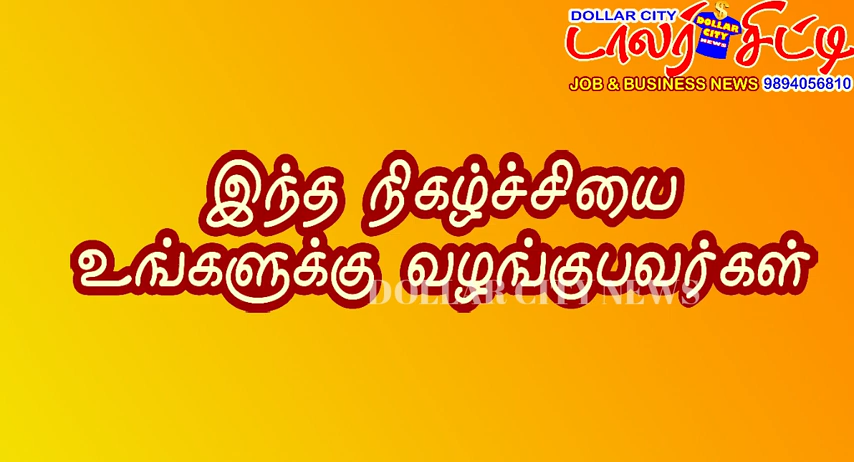 DOLLAR CITY
டாலர் சிட்டி
DOLLAR CITY NEWS
JOB & BUSINESS NEWS 9894056810
இந்த நிகழ்ச்சியை
உங்களுக்கு வழங்குபவர்கள்
DOLLAR CITY NEWS